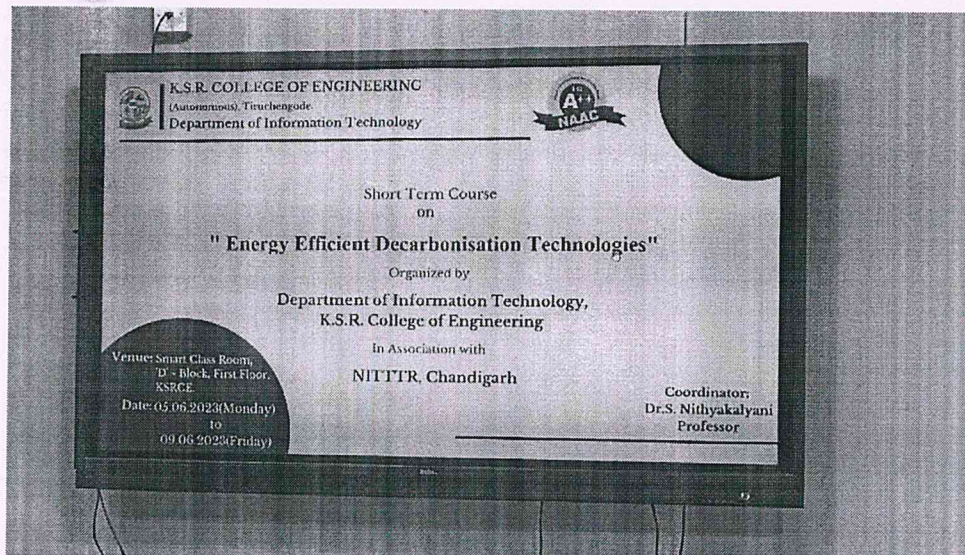 K.S.R. COLLEGE OF ENGINEERING
(Autonomous), Tiruchengode
Department of Information Technology
A++
NAAC
Short Term Course
on
" Energy Efficient Decarbonisation Technologies"
Organized by
Department of Information Technology,
K.S.R. College of Engineering
In Association with
NITTTR, Chandigarh
Venue: Smart Class Room,
'D' - Block, First Floor,
KSRCE.
Date: 05.06.2023(Monday)
to
09.06.2023(Friday)
Coordinator:
Dr.S. Nithyakalyani
Professor